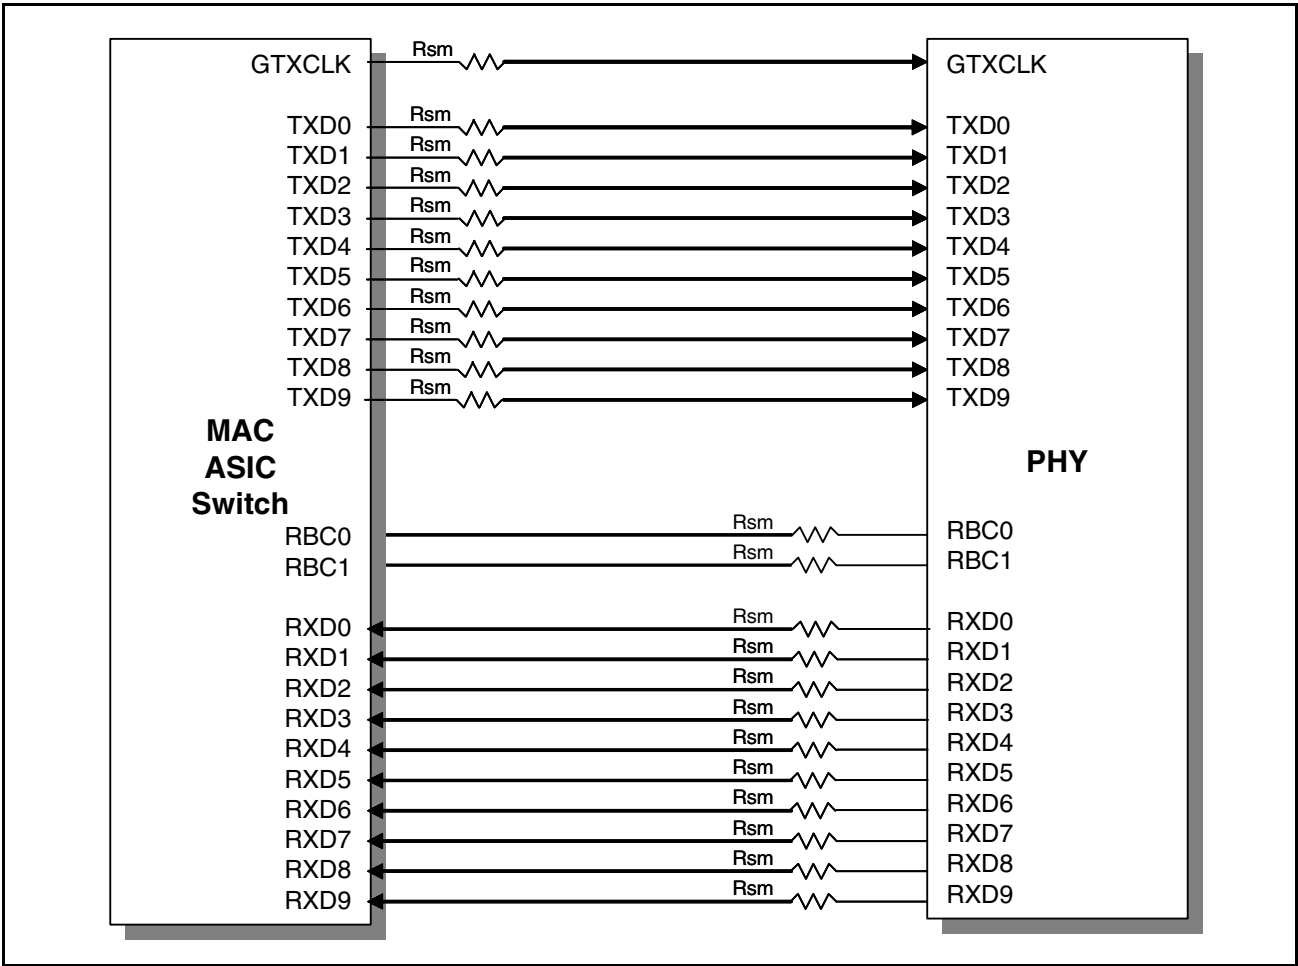 GTXCLK Rsm GTXCLK
TXD0 Rsm TXD0
TXD1 Rsm TXD1
TXD2 Rsm TXD2
TXD3 Rsm TXD3
TXD4 Rsm TXD4
TXD5 Rsm TXD5
TXD6 Rsm TXD6
TXD7 Rsm TXD7
TXD8 Rsm TXD8
TXD9 Rsm TXD9
MAC
ASIC
Switch
PHY
RBC0 Rsm RBC0
RBC1 Rsm RBC1
RXD0 Rsm RXD0
RXD1 Rsm RXD1
RXD2 Rsm RXD2
RXD3 Rsm RXD3
RXD4 Rsm RXD4
RXD5 Rsm RXD5
RXD6 Rsm RXD6
RXD7 Rsm RXD7
RXD8 Rsm RXD8
RXD9 Rsm RXD9